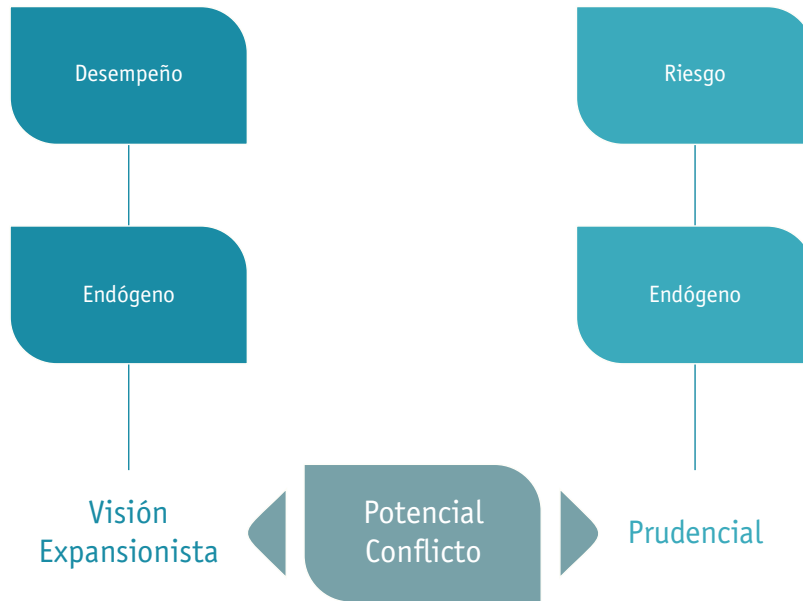 Desempeño
Riesgo
Endógeno
Endógeno
Visión
Expansionista
Potencial
Conflicto
Prudencial